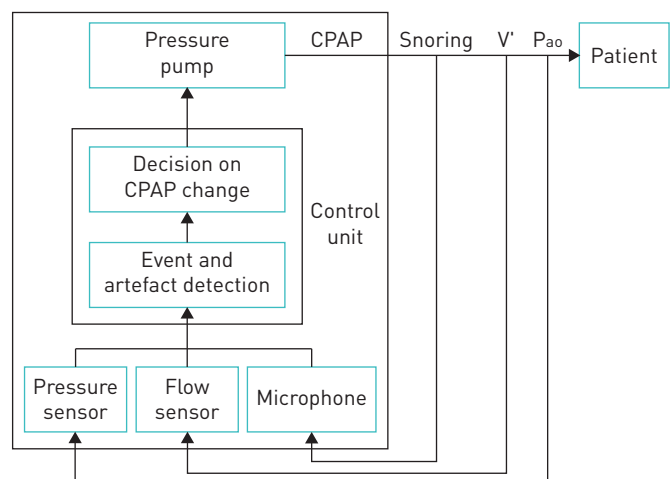 Pressure
pump
CPAP
Snoring
V'
Pao
Patient
Decision on
CPAP change
Control
unit
Event and
artefact detection
Pressure
sensor
Flow
sensor
Microphone